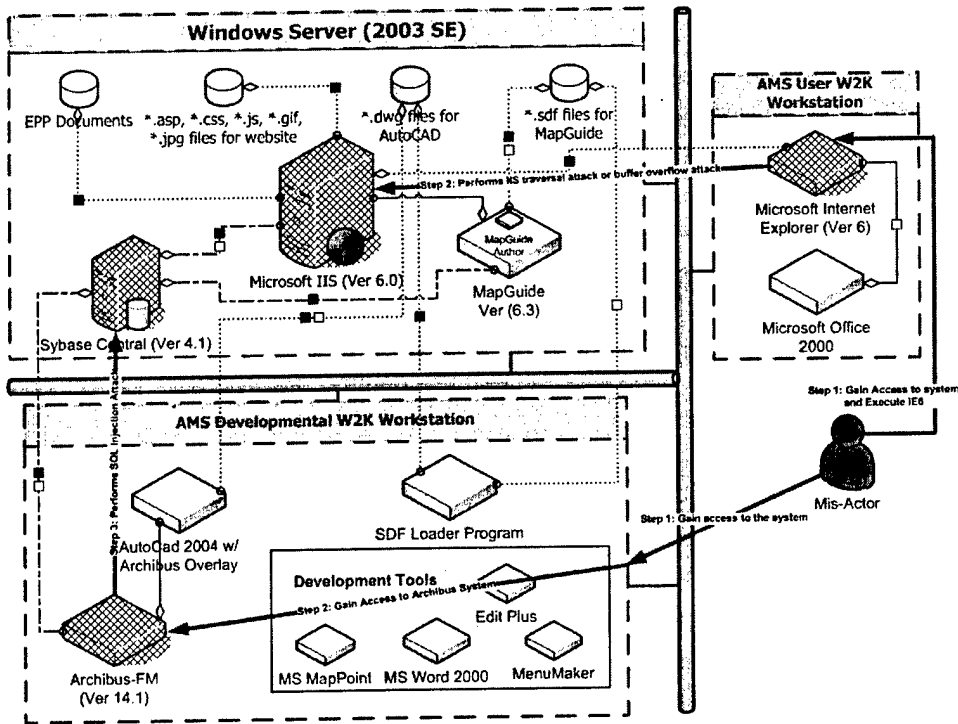 Windows Server (2003 SE)
EPP Documents
*.asp, *.css, *.js, *.gif,
*.jpg files for website
*.dwg files for
AutoCAD
*.sdf files for
MapGuide
AMS User W2K
Workstation
Step 2: Performs IIS traversal attack or buffer overflow attack
Microsoft Internet
Explorer (Ver 6)
MapGuide
Author
Microsoft IIS (Ver 6.0)
MapGuide
Ver (6.3)
Sybase Central (Ver 4.1)
Microsoft Office
2000
Step 1: Gain Access to system
and Execute IE6
AMS Developmental W2K Workstation
Step 3: Performs SQL Injection Attack
Mis-Actor
Step 1: Gain access to the system
AutoCad 2004 w/
Archibus Overlay
SDF Loader Program
Development Tools
Step 2: Gain Access to Archibus System
Edit Plus
MS MapPoint
MS Word 2000
MenuMaker
Archibus-FM
(Ver 14.1)